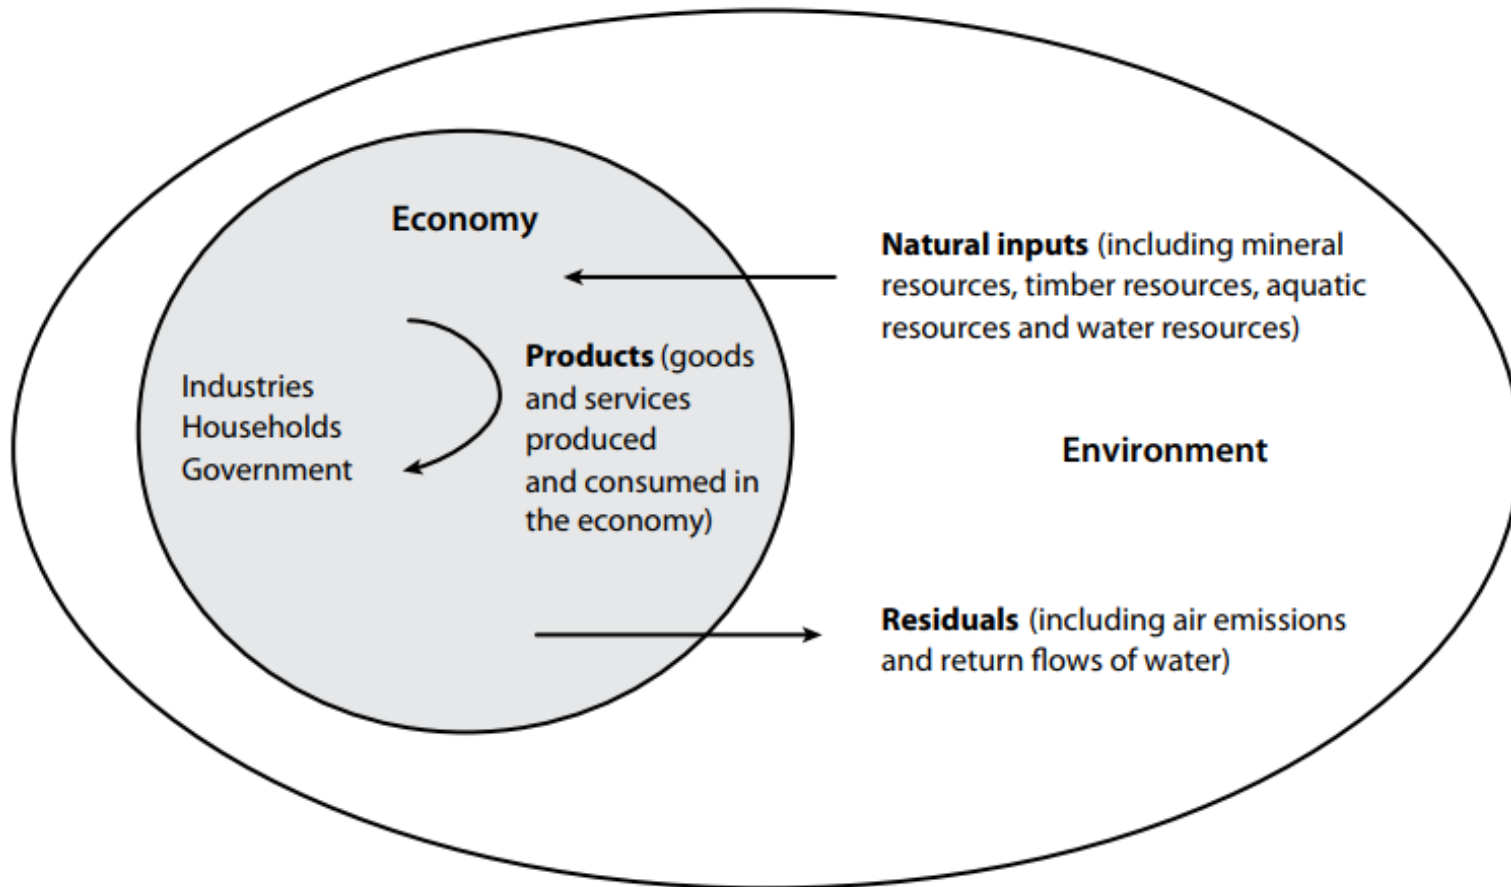 Economy
Industries
Households
Government
Products (goods
and services
produced
and consumed in
the economy)
Natural inputs (including mineral
resources, timber resources, aquatic
resources and water resources)
Environment
Residuals (including air emissions
and return flows of water)